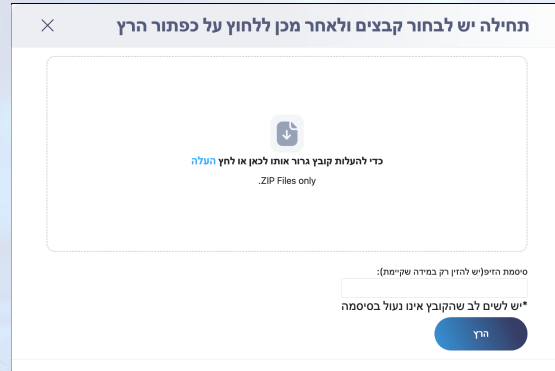 תחילה יש לבחור קבצים ולאחר מכן ללחוץ על כפתור הרץ
כדי להעלות קובץ גרור אותו לכאן או לחץ העלה
ZIP Files only.
סיסמת הזיפ(יש להזין רק במידה שקיימת):
*יש לשים לב שהקובץ אינו נעול בסיסמה
הרץ